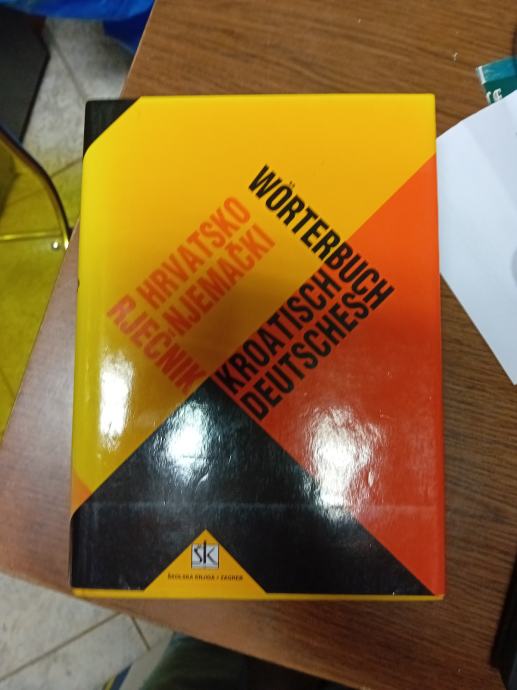 HRVATSKO
NJEMAČKI
RJEČNIK
WÖRTERBUCH
KROATISCH
DEUTSCHES
šk
ŠKOLSKA KNJIGA / ZAGREB